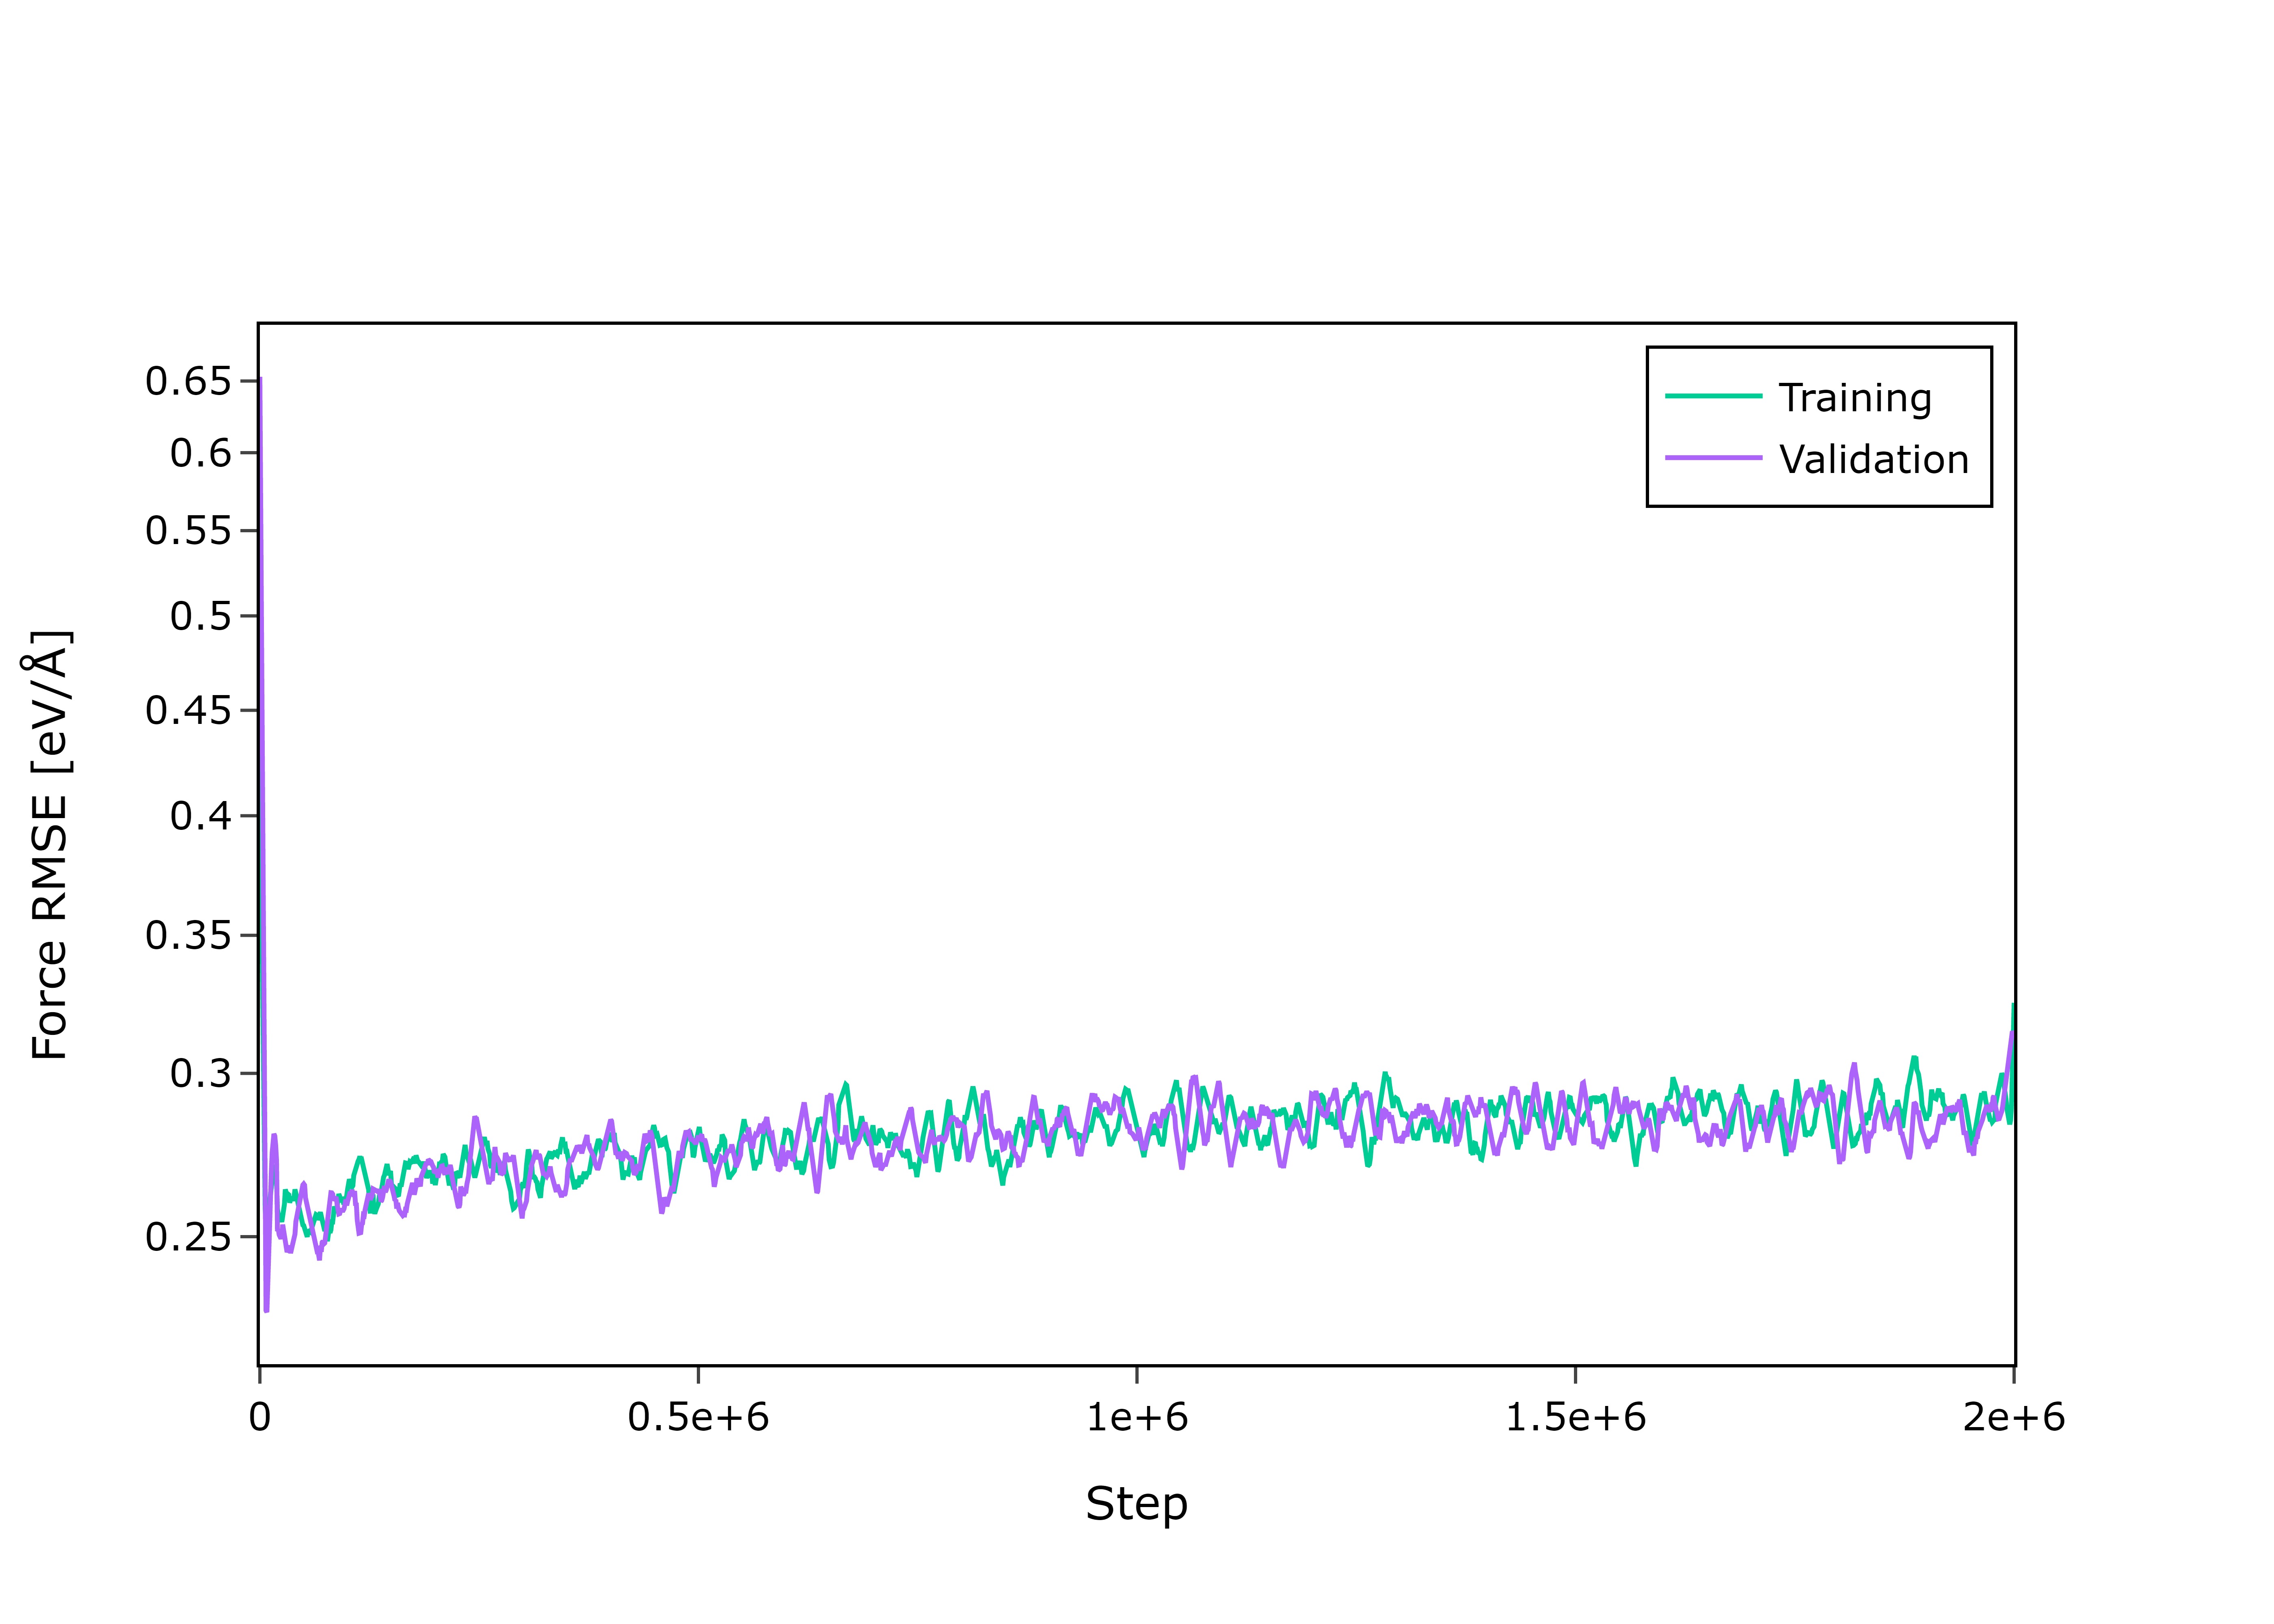 Training
Validation
0.65
0.6
0.55
0.5
0.45
0.4
0.35
0.3
0.25
Force RMSE [eV/Å]
0
0.5e+6
1e+6
1.5e+6
2e+6
Step